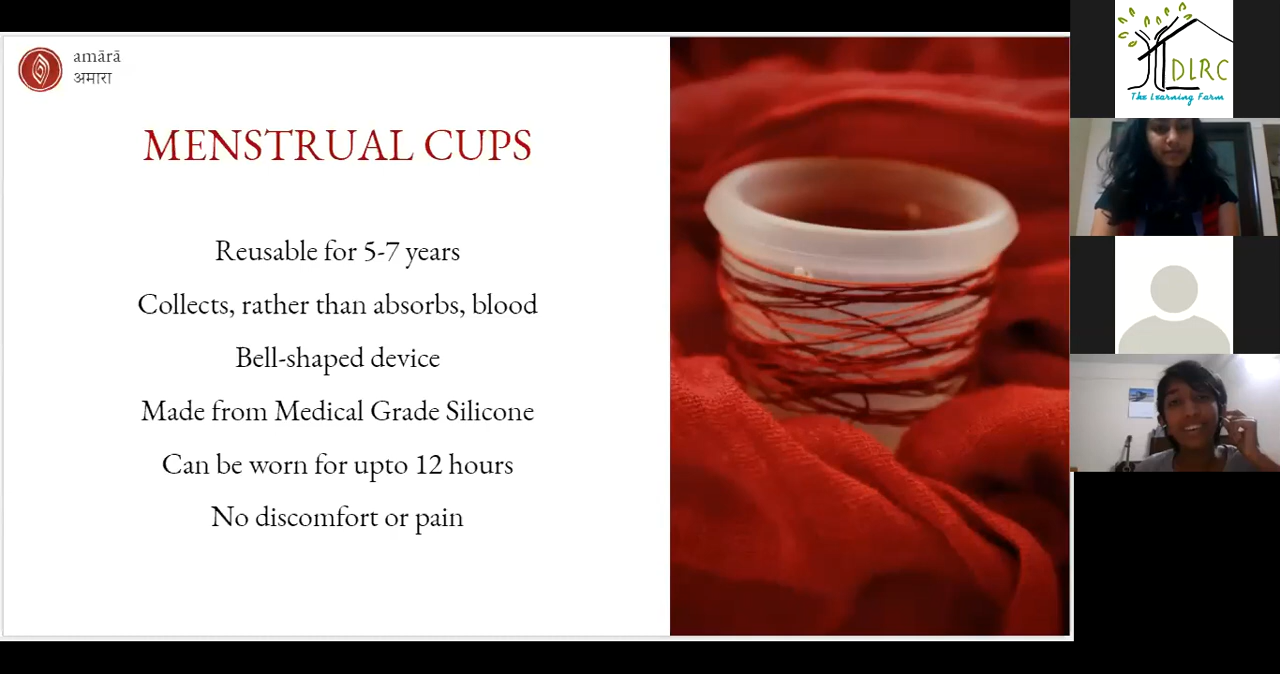 amārā
अमारा
MENSTRUAL CUPS
Reusable for 5-7 years
Collects, rather than absorbs, blood
Bell-shaped device
Made from Medical Grade Silicone
Can be worn for upto 12 hours
No discomfort or pain
DLRC
The Learning Farm